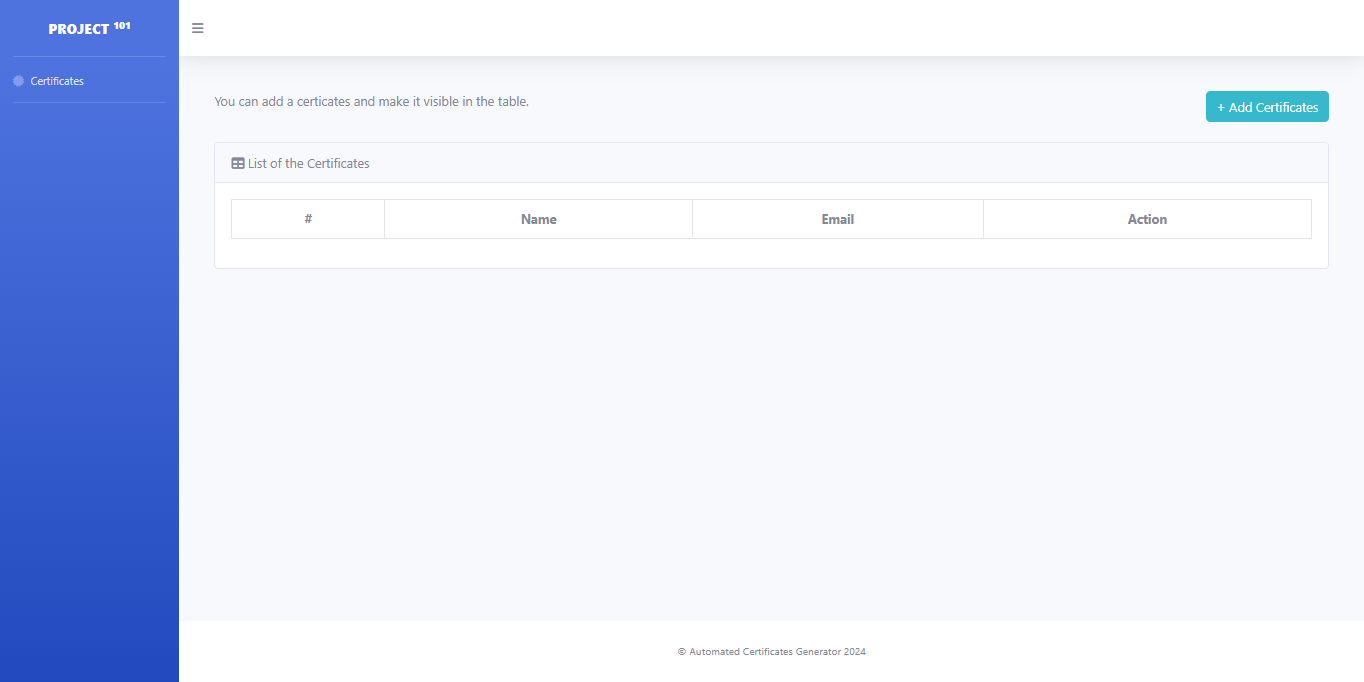 PROJECT 101
Certificates
You can add a certicates and make it visible in the table.
+ Add Certificates
List of the Certificates
# Name Email Action
© Automated Certificates Generator 2024